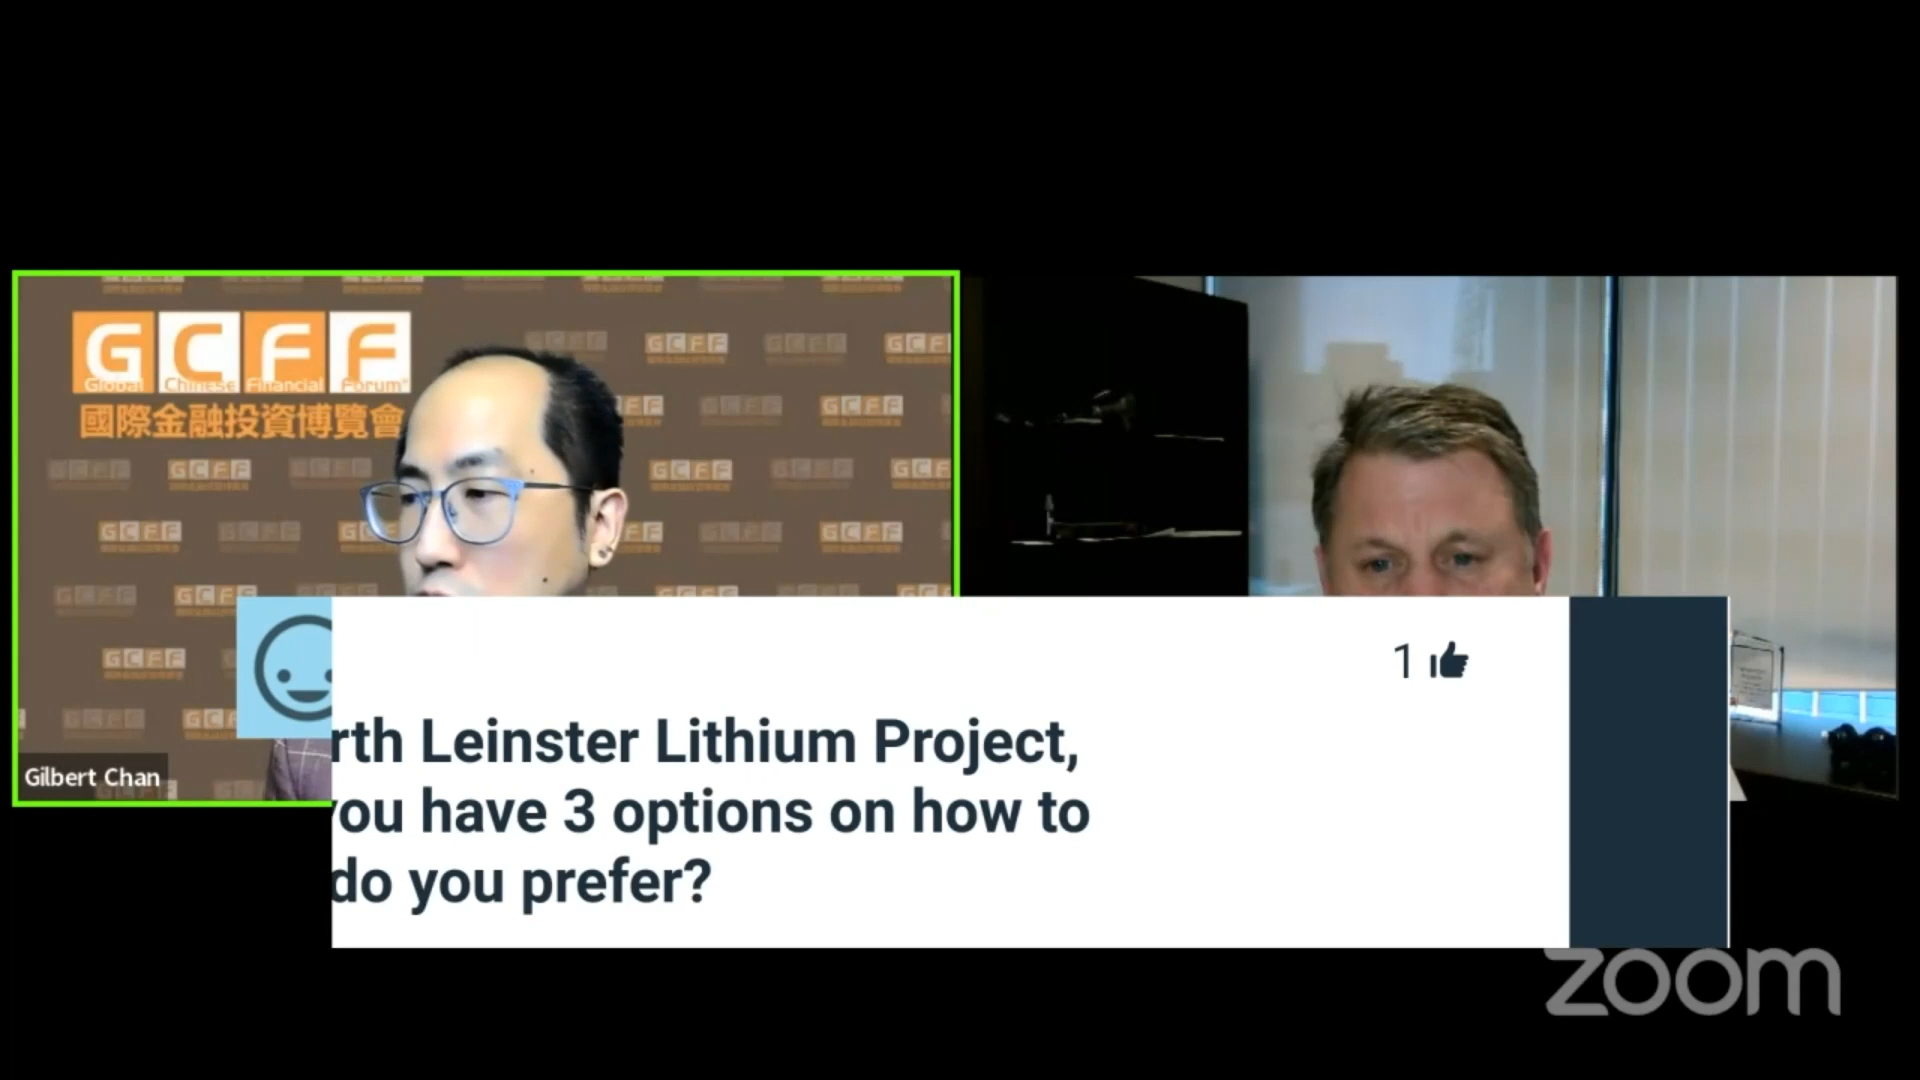 GCFF
Global Chinese Financial Forum
國際金融投資博覽會
Gilbert Chan
1
rth Leinster Lithium Project,
you have 3 options on how to
do you prefer?
zoom